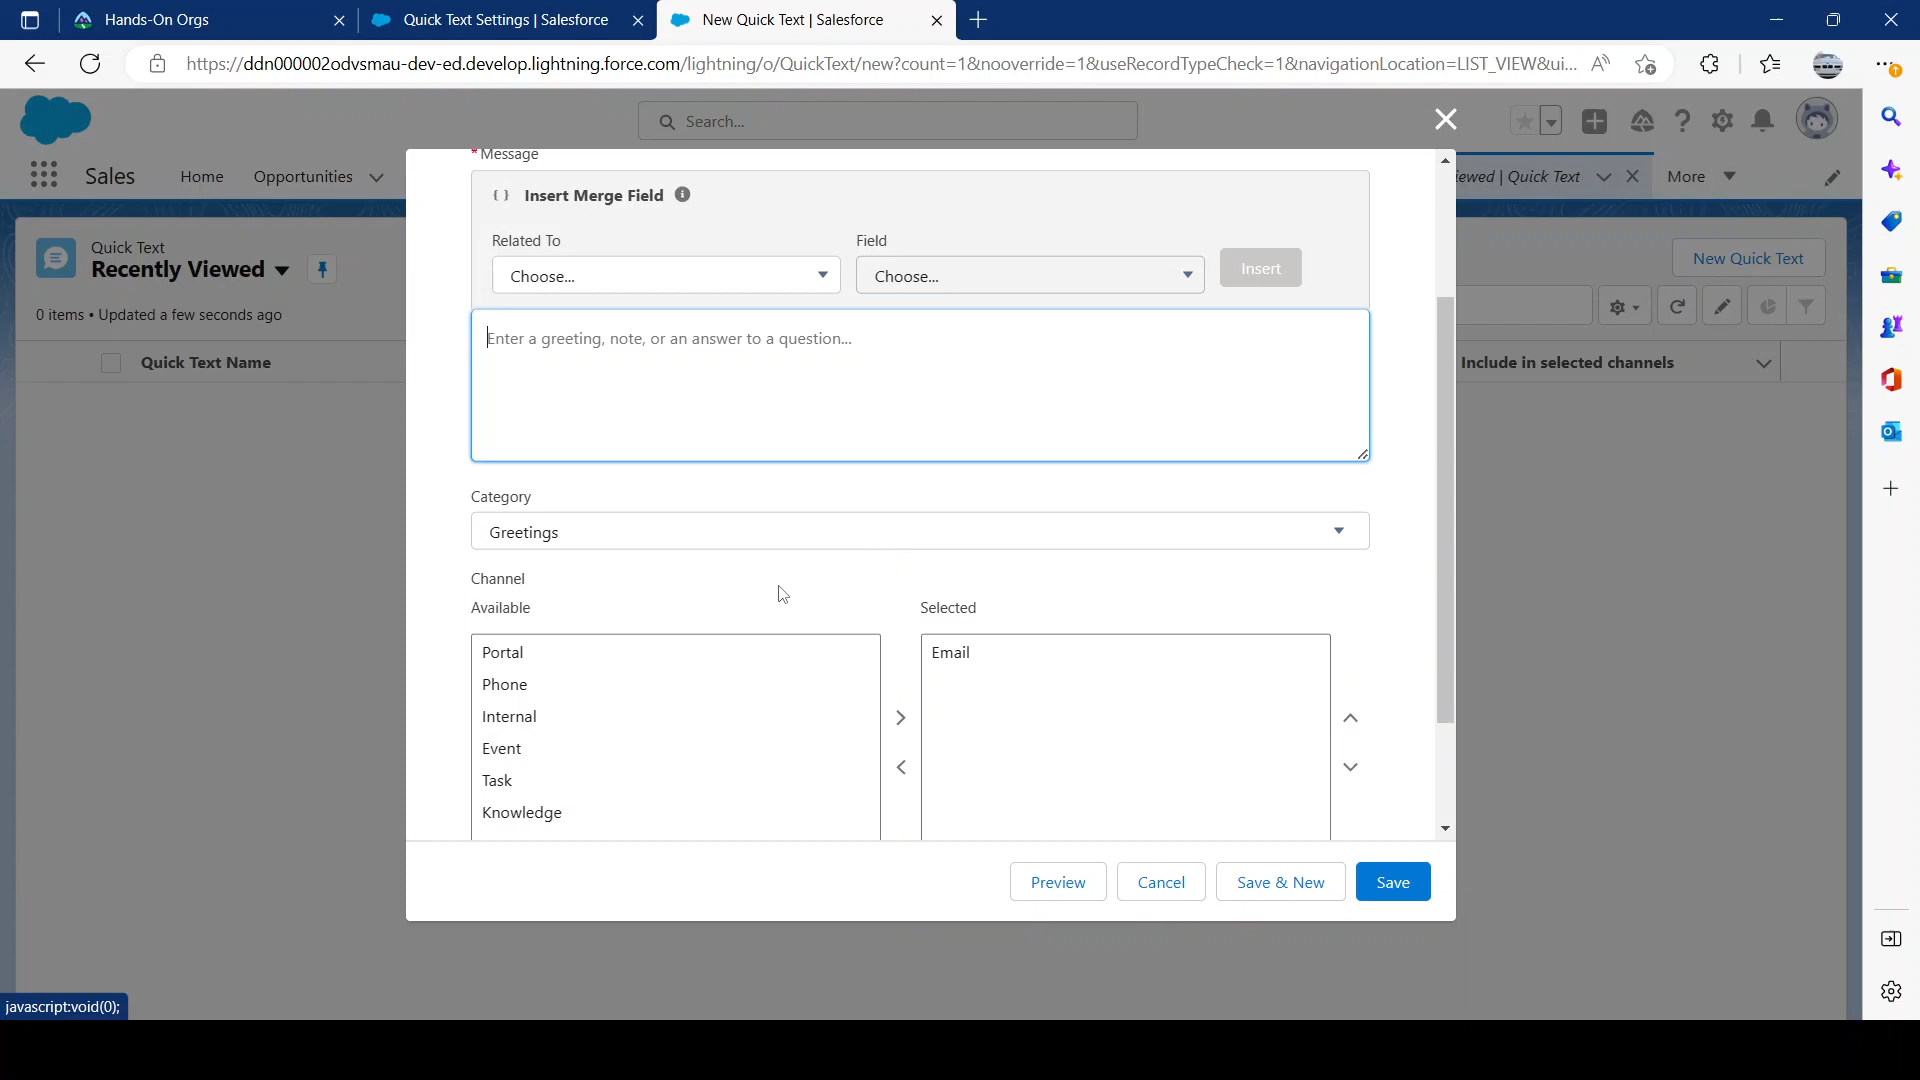 Hands-On Orgs
Quick Text Settings | Salesforce
New Quick Text | Salesforce
https://ddn000002odvsmau-dev-ed.develop.lightning.force.com/lightning/o/QuickText/new?count=1&nooverride=1&useRecordTypeCheck=1&navigationLocation=LIST_VIEW&ui...
Search...
Sales
Home
Opportunities
iewed | Quick Text
More
Quick Text
Recently Viewed
New Quick Text
0 items • Updated a few seconds ago
Quick Text Name
Include in selected channels
* Message
{ } Insert Merge Field
Related To
Field
Choose...
Choose...
Insert
Enter a greeting, note, or an answer to a question...
Category
Greetings
Channel
Available
Selected
Portal
Phone
Internal
Event
Task
Knowledge
Email
Preview
Cancel
Save & New
Save
javascript:void(0);